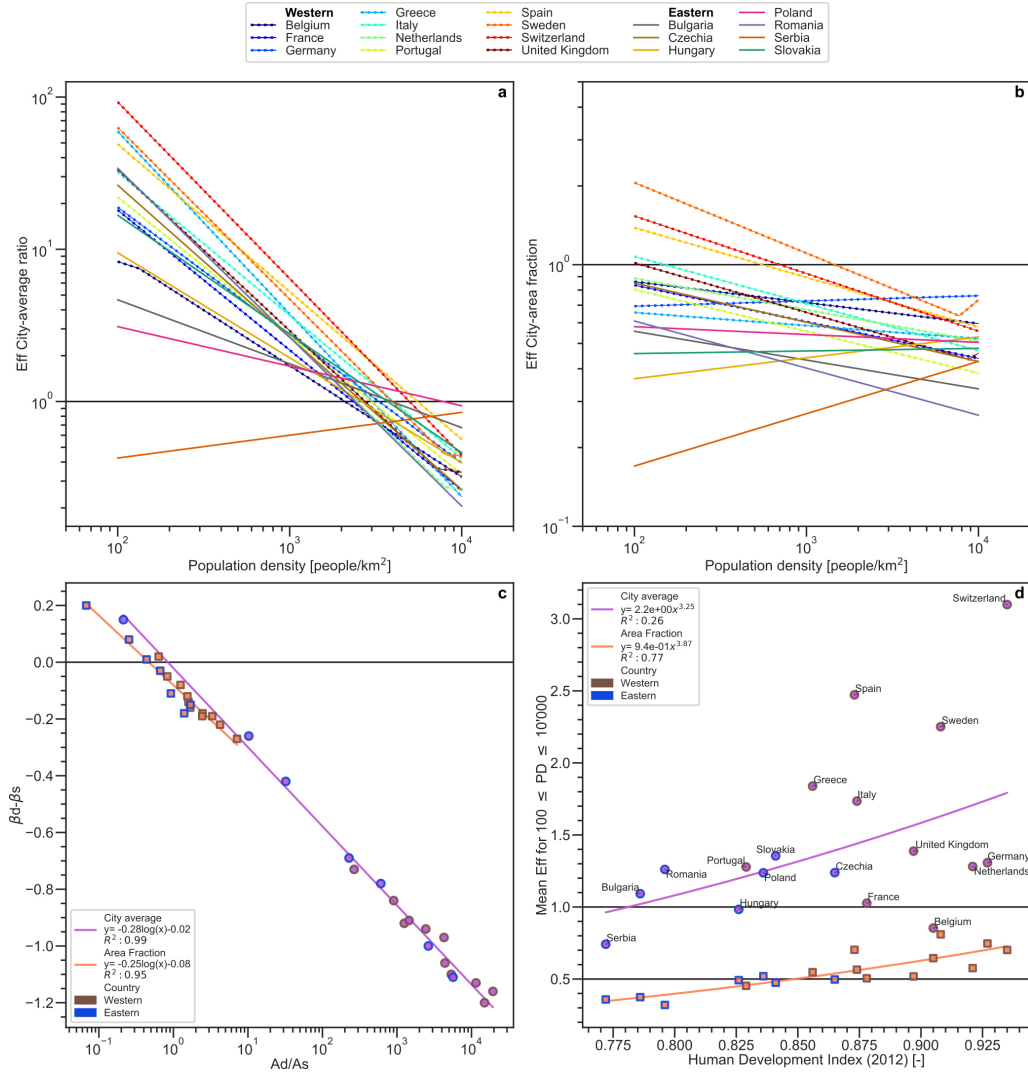 Western
Belgium
France
Germany
Greece
Italy
Netherlands
Portugal
Spain
Sweden
Switzerland
United Kingdom
Eastern
Bulgaria
Czechia
Hungary
Poland
Romania
Serbia
Slovakia
a
Eff City-average ratio
10²
10¹
10⁰
10² 10³ 10⁴
Population density [people/km²]
b
Eff City-area fraction
10⁰
10⁻¹
10² 10³ 10⁴
Population density [people/km²]
c
βd-βs
0.2
0.0
-0.2
-0.4
-0.6
-0.8
-1.0
-1.2
City average
y= -0.28log(x)-0.02
R² : 0.99
Area Fraction
y= -0.25log(x)-0.08
R² : 0.95
Country
Western
Eastern
10⁻¹ 10⁰ 10¹ 10² 10³ 10⁴
Ad/As
d
Mean Eff for 100 ≤ PD ≤ 10'000
3.0
2.5
2.0
1.5
1.0
0.5
City average
y= 2.2e+00x³·²⁵
R² : 0.26
Area Fraction
y= 9.4e-01x³·⁸⁷
R² : 0.77
Country
Western
Eastern
Switzerland
Spain
Sweden
Greece
Italy
United Kingdom
Slovakia
Germany
Portugal
Czechia
Netherlands
Romania
Poland
Bulgaria
France
Hungary
Belgium
Serbia
0.775 0.800 0.825 0.850 0.875 0.900 0.925
Human Development Index (2012) [-]